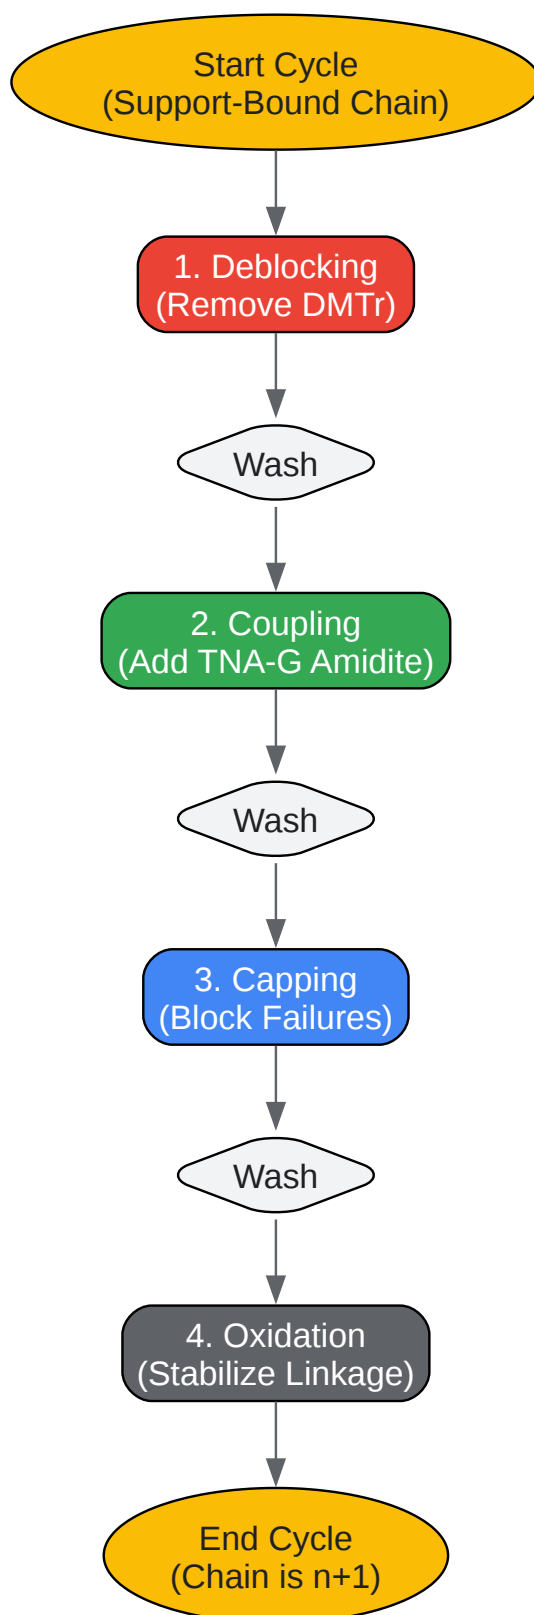 Start Cycle
(Support-Bound Chain)
1. Deblocking
(Remove DMTr)
Wash
2. Coupling
(Add TNA-G Amidite)
Wash
3. Capping
(Block Failures)
Wash
4. Oxidation
(Stabilize Linkage)
End Cycle
(Chain is n+1)